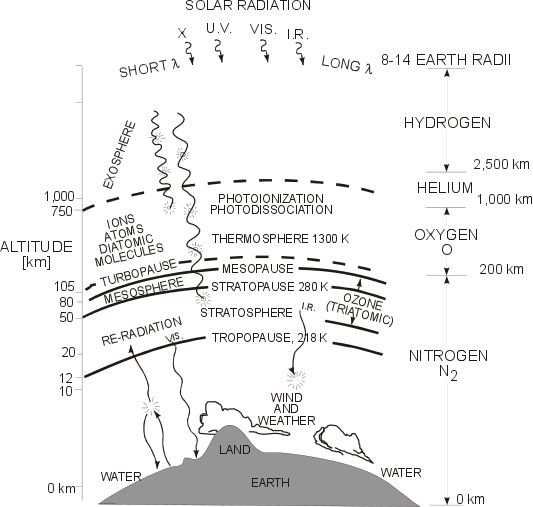 SOLAR RADIATION
X U.V. VIS. I.R.
SHORT λ
LONG λ
8-14 EARTH RADII
HYDROGEN
EXOSPHERE
2,500 km
HELIUM
1,000
750
PHOTOIONIZATION
PHOTODISSOCIATION
1,000 km
IONS
ATOMS
DIATOMIC
MOLECULES
THERMOSPHERE 1300 K
OXYGEN
O
ALTITUDE
[km]
TURBOPAUSE
MESOPAUSE
200 km
105
80
50
MESOSPHERE
STRATOPAUSE 280 K
OZONE
(TRIATOMIC)
STRATOSPHERE
I.R.
RE-RADIATION
VIS.
TROPOPAUSE, 218 K
20
12
10
NITROGEN
N2
WIND
AND
WEATHER
LAND
WATER
WATER
EARTH
0 km
0 km